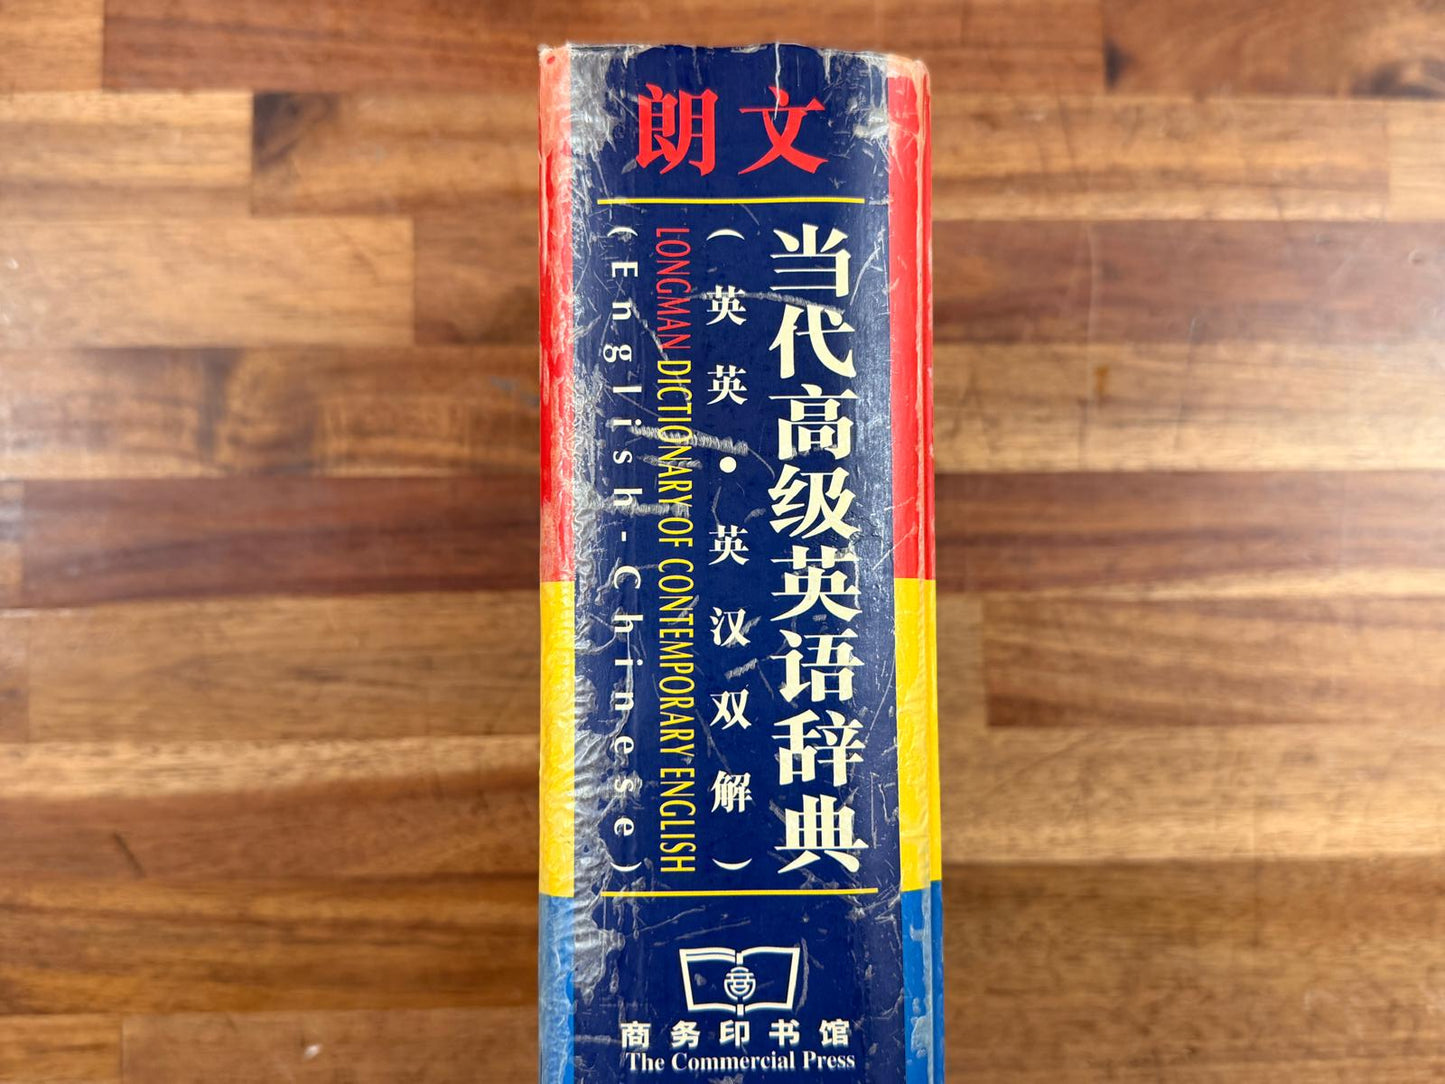 朗文
当代高级英语辞典
(英英·英汉双解)
LONGMAN DICTIONARY OF CONTEMPORARY ENGLISH
(English-Chinese)
商务印书馆
The Commercial Press